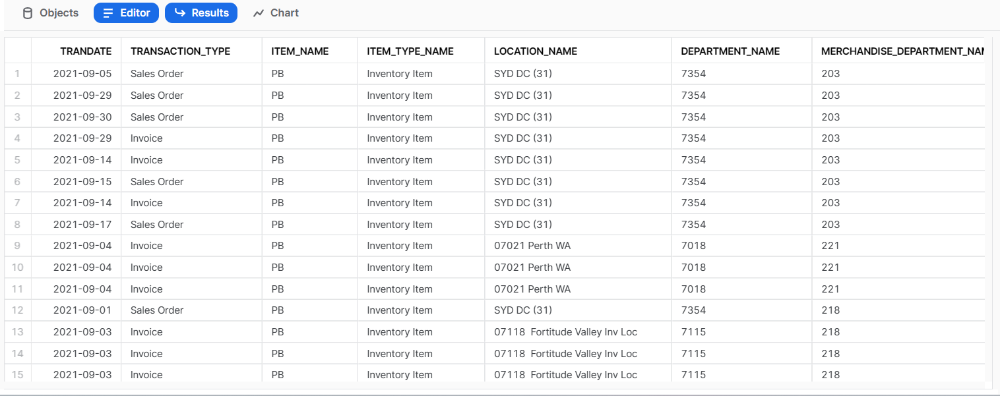 Objects Editor Results Chart
TRANDATE TRANSACTION_TYPE ITEM_NAME ITEM_TYPE_NAME LOCATION_NAME DEPARTMENT_NAME MERCHANDISE_DEPARTMENT_NAM
1 2021-09-05 Sales Order PB Inventory Item SYD DC (31) 7354 203
2 2021-09-29 Sales Order PB Inventory Item SYD DC (31) 7354 203
3 2021-09-30 Sales Order PB Inventory Item SYD DC (31) 7354 203
4 2021-09-29 Invoice PB Inventory Item SYD DC (31) 7354 203
5 2021-09-14 Invoice PB Inventory Item SYD DC (31) 7354 203
6 2021-09-15 Sales Order PB Inventory Item SYD DC (31) 7354 203
7 2021-09-14 Invoice PB Inventory Item SYD DC (31) 7354 203
8 2021-09-17 Sales Order PB Inventory Item SYD DC (31) 7354 203
9 2021-09-04 Invoice PB Inventory Item 07021 Perth WA 7018 221
10 2021-09-04 Invoice PB Inventory Item 07021 Perth WA 7018 221
11 2021-09-04 Invoice PB Inventory Item 07021 Perth WA 7018 221
12 2021-09-01 Sales Order PB Inventory Item SYD DC (31) 7354 218
13 2021-09-03 Invoice PB Inventory Item 07118 Fortitude Valley Inv Loc 7115 218
14 2021-09-03 Invoice PB Inventory Item 07118 Fortitude Valley Inv Loc 7115 218
15 2021-09-03 Invoice PB Inventory Item 07118 Fortitude Valley Inv Loc 7115 218